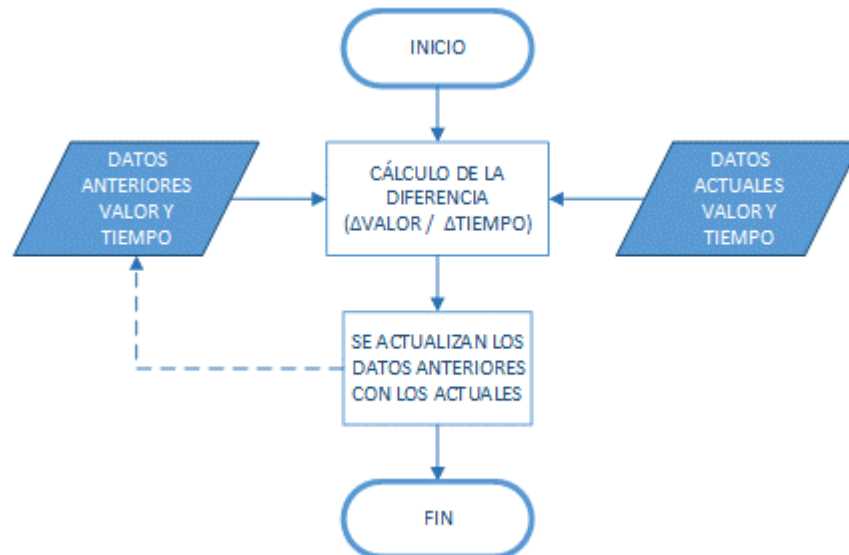 INICIO
DATOS
ANTERIORES
VALOR Y
TIEMPO
CÁLCULO DE LA
DIFERENCIA
(ΔVALOR / ΔTIEMPO)
DATOS
ACTUALES
VALOR Y
TIEMPO
SE ACTUALIZAN LOS
DATOS ANTERIORES
CON LOS ACTUALES
FIN